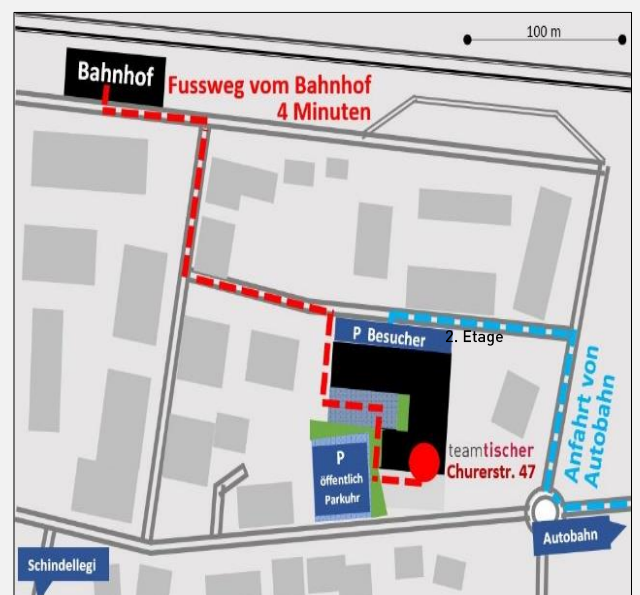 100 m
Bahnhof
Fussweg vom Bahnhof
4 Minuten
P Besucher
2. Etage
Anfahrt von
Autobahn
teamtischer
Churerstr. 47
P
öffentlich
Parkuhr
Autobahn
Schindellegi